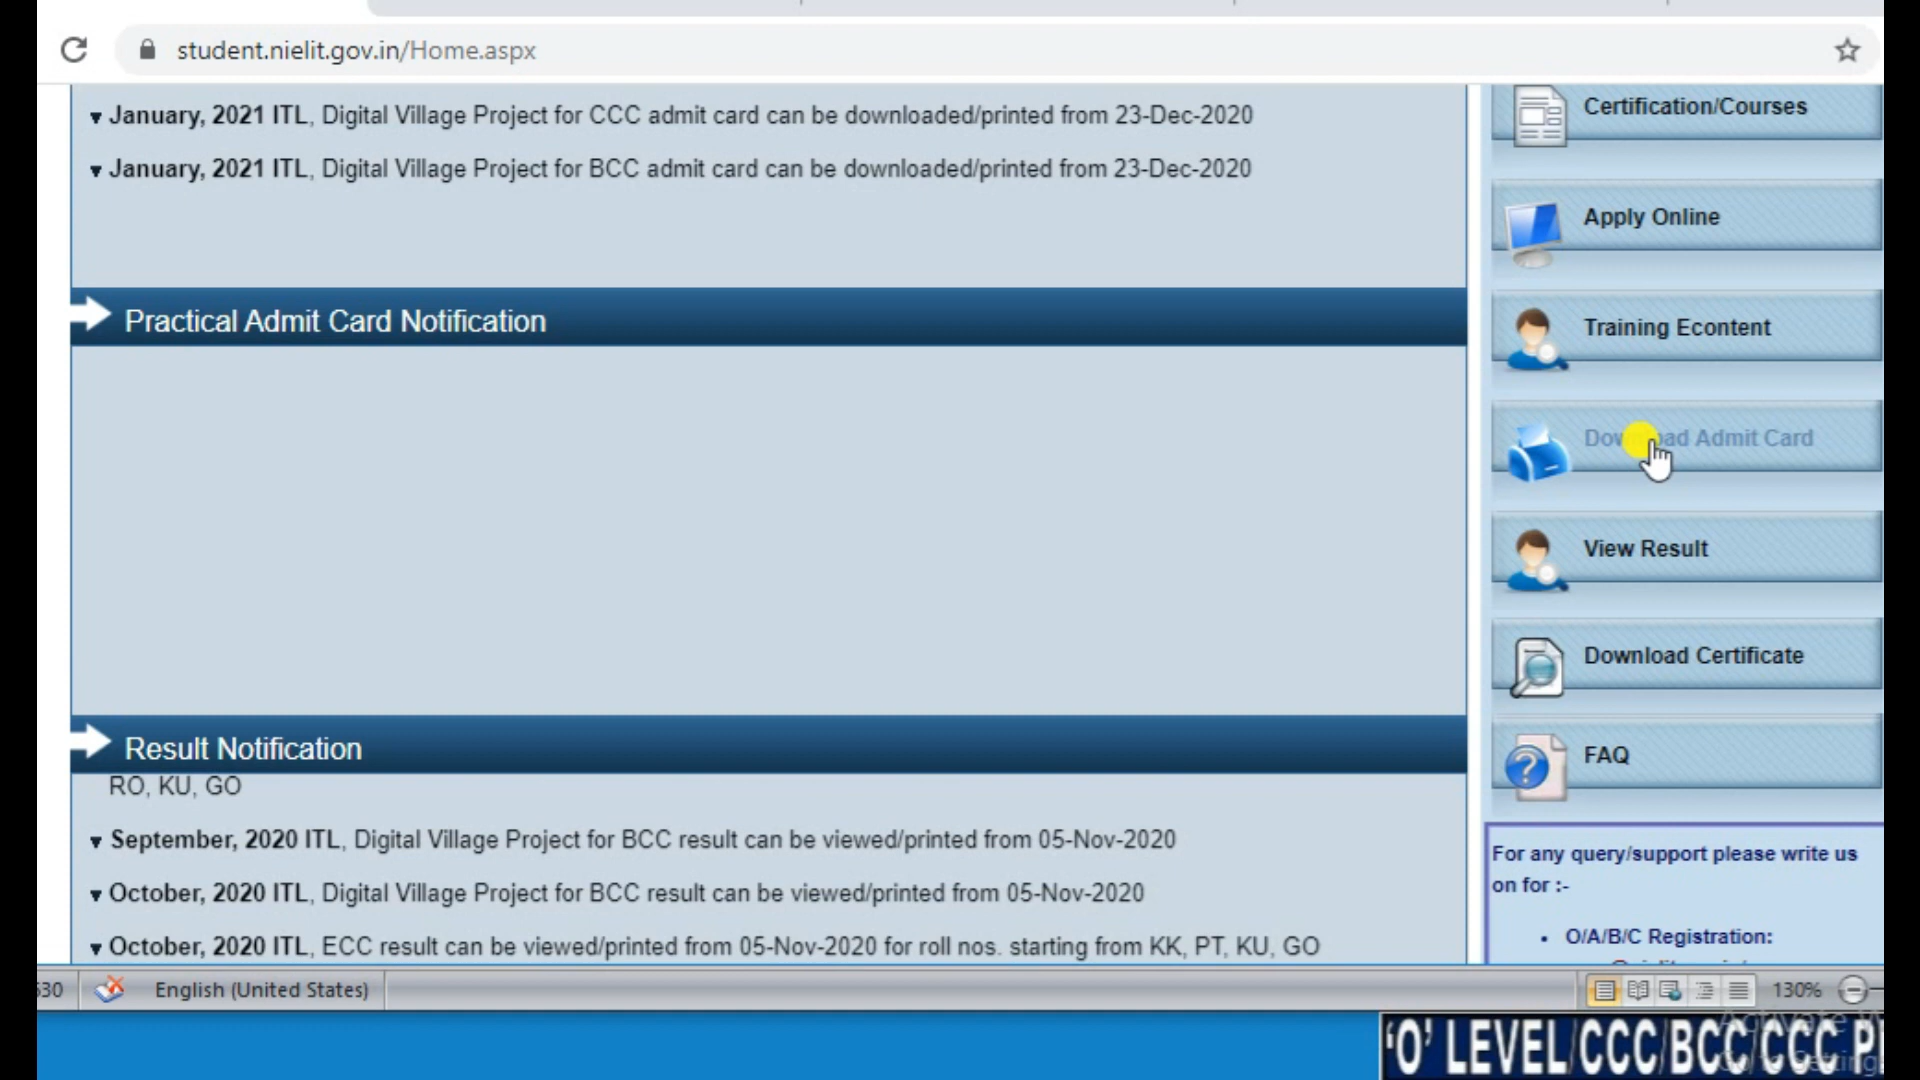 student.nielit.gov.in/Home.aspx
January, 2021 ITL, Digital Village Project for CCC admit card can be downloaded/printed from 23-Dec-2020
January, 2021 ITL, Digital Village Project for BCC admit card can be downloaded/printed from 23-Dec-2020
Practical Admit Card Notification
Result Notification
RO, KU, GO
September, 2020 ITL, Digital Village Project for BCC result can be viewed/printed from 05-Nov-2020
October, 2020 ITL, Digital Village Project for BCC result can be viewed/printed from 05-Nov-2020
October, 2020 ITL, ECC result can be viewed/printed from 05-Nov-2020 for roll nos. starting from KK, PT, KU, GO
Certification/Courses
Apply Online
Training Econtent
Download Admit Card
View Result
Download Certificate
FAQ
For any query/support please write us
on for :-
• O/A/B/C Registration:
English (United States)
130%
Activate W
Go to Setting
'O' LEVEL/CCC/BCC/CCC P